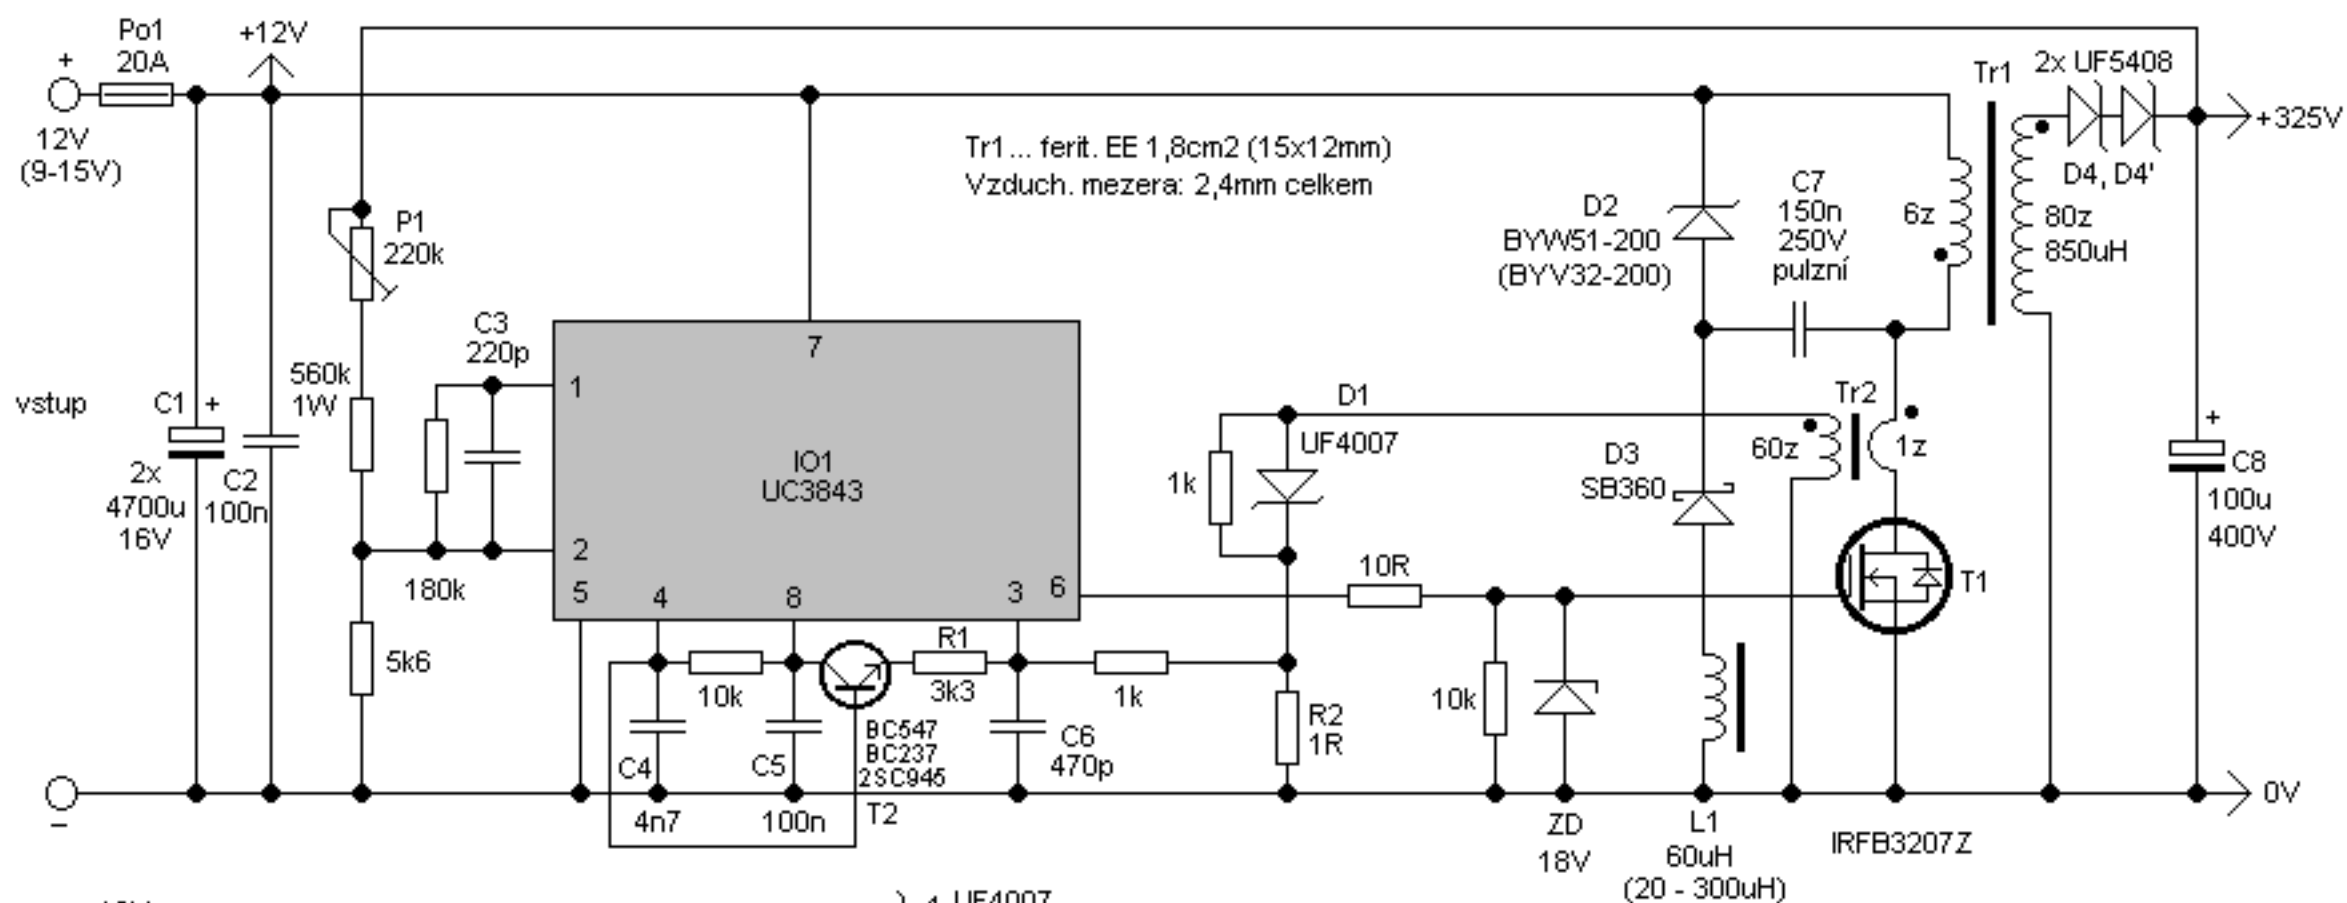 Po1
20A
+12V
+
12V
(9-15V)
vstup
C1 +
2x
4700u
16V
C2
100n
P1
220k
560k
1W
C3
220p
180k
5k6
Tr1... ferit. EE 1,8cm2 (15x12mm)
Vzduch. mezera: 2,4mm celkem
7
1
IO1
UC3843
2
5
4
8
3
6
10k
C4
4n7
C5
100n
BC547
BC237
2SC945
T2
R1
3k3
C6
470p
1k
1k
D1
UF4007
R2
1R
10R
10k
ZD
18V
D2
BYW51-200
(BYV32-200)
C7
150n
250V
pulzní
D3
SB360
L1
60uH
(20 - 300uH)
Tr2
60z
1z
T1
IRFB3207Z
6z
Tr1
2x UF5408
D4, D4'
80z
850uH
+325V
+
C8
100u
400V
0V
−
UF4007